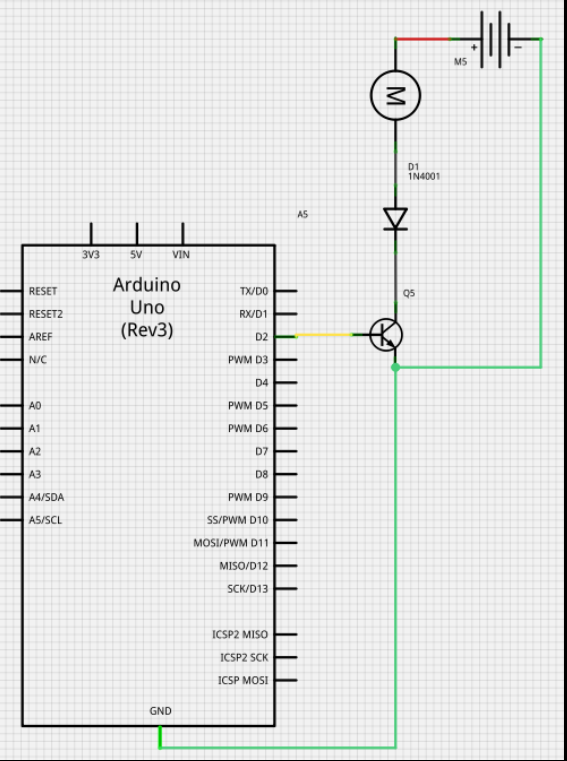 +
-
M5
M
D1
1N4001
A5
3V3
5V
VIN
Arduino
Uno
(Rev3)
RESET
RESET2
AREF
N/C
A0
A1
A2
A3
A4/SDA
A5/SCL
TX/D0
RX/D1
D2
PWM D3
D4
PWM D5
PWM D6
D7
D8
PWM D9
SS/PWM D10
MOSI/PWM D11
MISO/D12
SCK/D13
ICSP2 MISO
ICSP2 SCK
ICSP MOSI
GND
Q5